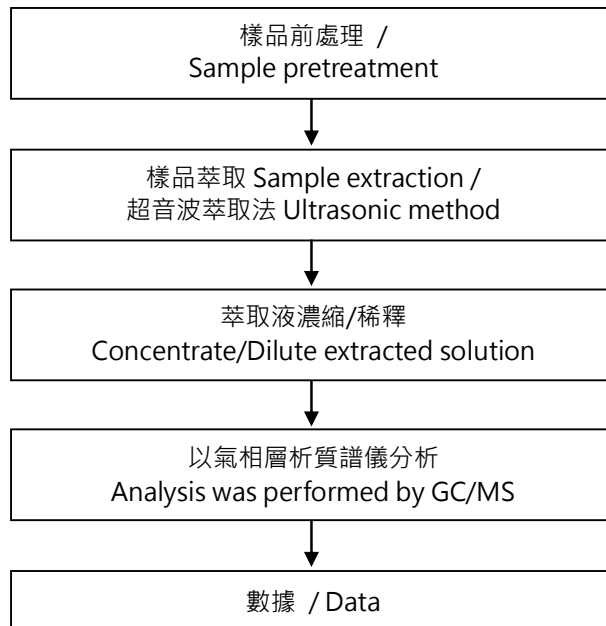 樣品前處理 /
Sample pretreatment
樣品萃取 Sample extraction /
超音波萃取法 Ultrasonic method
萃取液濃縮/稀釋
Concentrate/Dilute extracted solution
以氣相層析質譜儀分析
Analysis was performed by GC/MS
數據 / Data